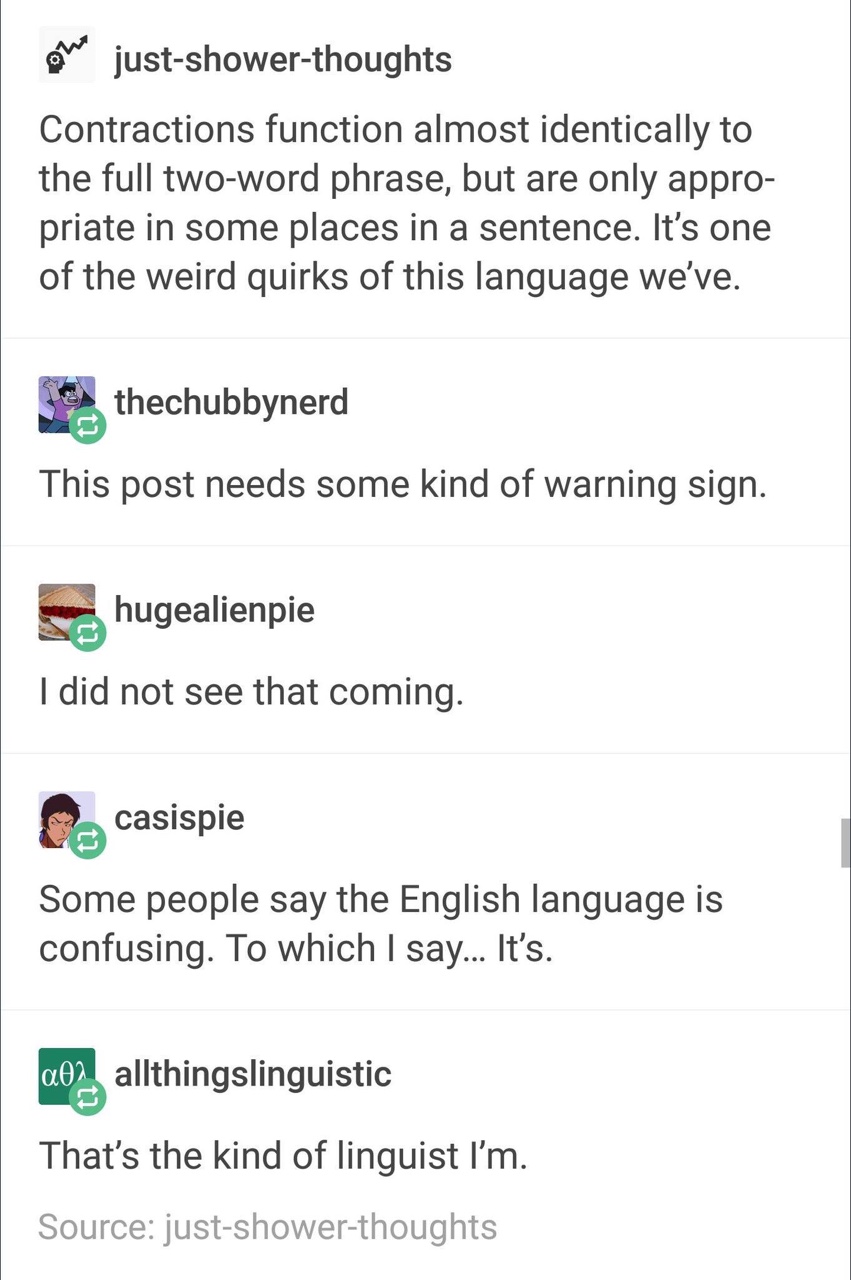 just-shower-thoughts
Contractions function almost identically to
the full two-word phrase, but are only appro-
priate in some places in a sentence. It’s one
of the weird quirks of this language we’ve.
thechubbynerd
This post needs some kind of warning sign.
hugealienpie
I did not see that coming.
casispie
Some people say the English language is
confusing. To which I say… It’s.
αθλ
allthingslinguistic
That’s the kind of linguist I’m.
Source: just-shower-thoughts